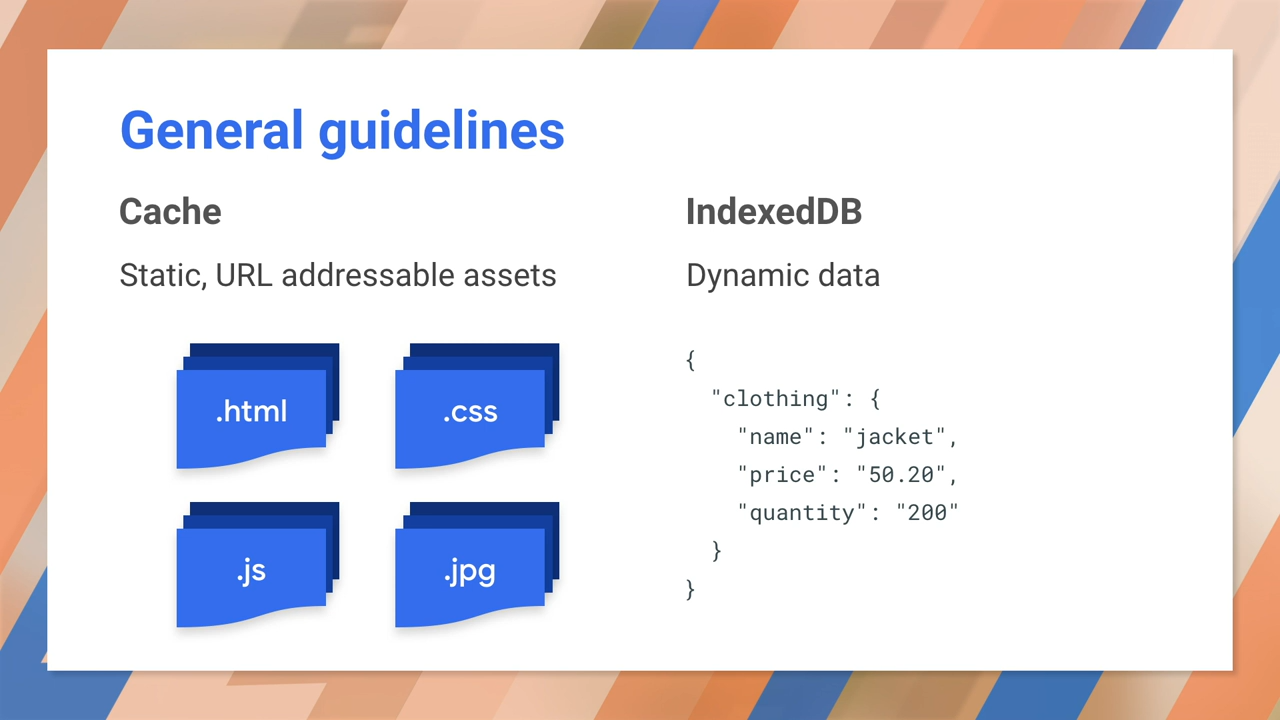 General guidelines
Cache
Static, URL addressable assets
.html
.css
.js
.jpg
IndexedDB
Dynamic data
{
"clothing": {
"name": "jacket",
"price": "50.20",
"quantity": "200"
}
}